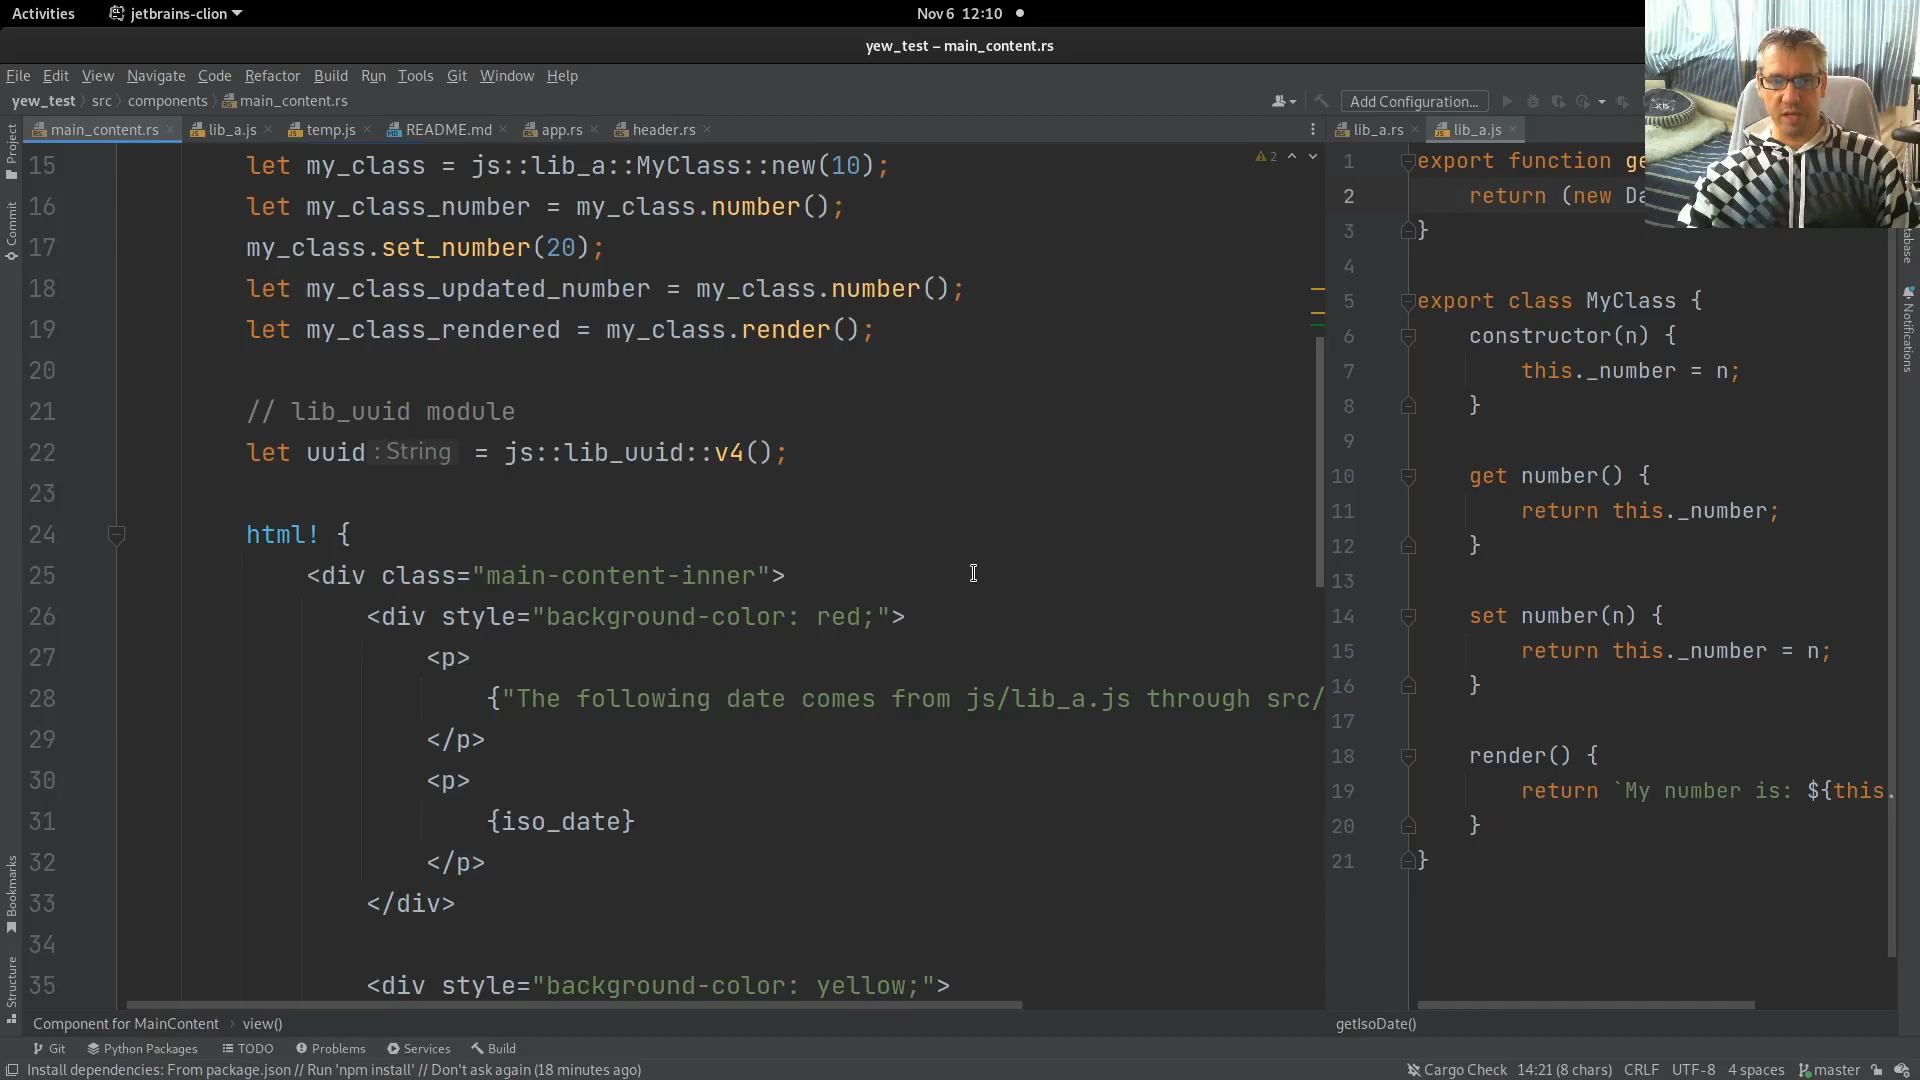 Activities
jetbrains-clion
Nov 6 12:10
yew_test – main_content.rs
File Edit View Navigate Code Refactor Build Run Tools Git Window Help
yew_test src components main_content.rs
Add Configuration...
main_content.rs lib_a.js temp.js README.md app.rs header.rs
15 let my_class = js::lib_a::MyClass::new(10);
16 let my_class_number = my_class.number();
17 my_class.set_number(20);
18 let my_class_updated_number = my_class.number();
19 let my_class_rendered = my_class.render();
20
21 // lib_uuid module
22 let uuid : String = js::lib_uuid::v4();
23
24 html! {
25 <div class="main-content-inner">
26 <div style="background-color: red;">
27 <p>
28 {"The following date comes from js/lib_a.js through src/
29 </p>
30 <p>
31 {iso_date}
32 </p>
33 </div>
34
35 <div style="background-color: yellow;">
2
lib_a.rs lib_a.js
1 export function ge
2 return (new Da
3 }
4
5 export class MyClass {
6 constructor(n) {
7 this._number = n;
8 }
9
10 get number() {
11 return this._number;
12 }
13
14 set number(n) {
15 return this._number = n;
16 }
17
18 render() {
19 return `My number is: ${this.
20 }
21 }
Project
Commit
Bookmarks
Structure
Notifications
Component for MainContent view()
getIsoDate()
Git Python Packages TODO Problems Services Build
Install dependencies: From package.json // Run 'npm install' // Don't ask again (18 minutes ago)
Cargo Check 14:21 (8 chars) CRLF UTF-8 4 spaces master